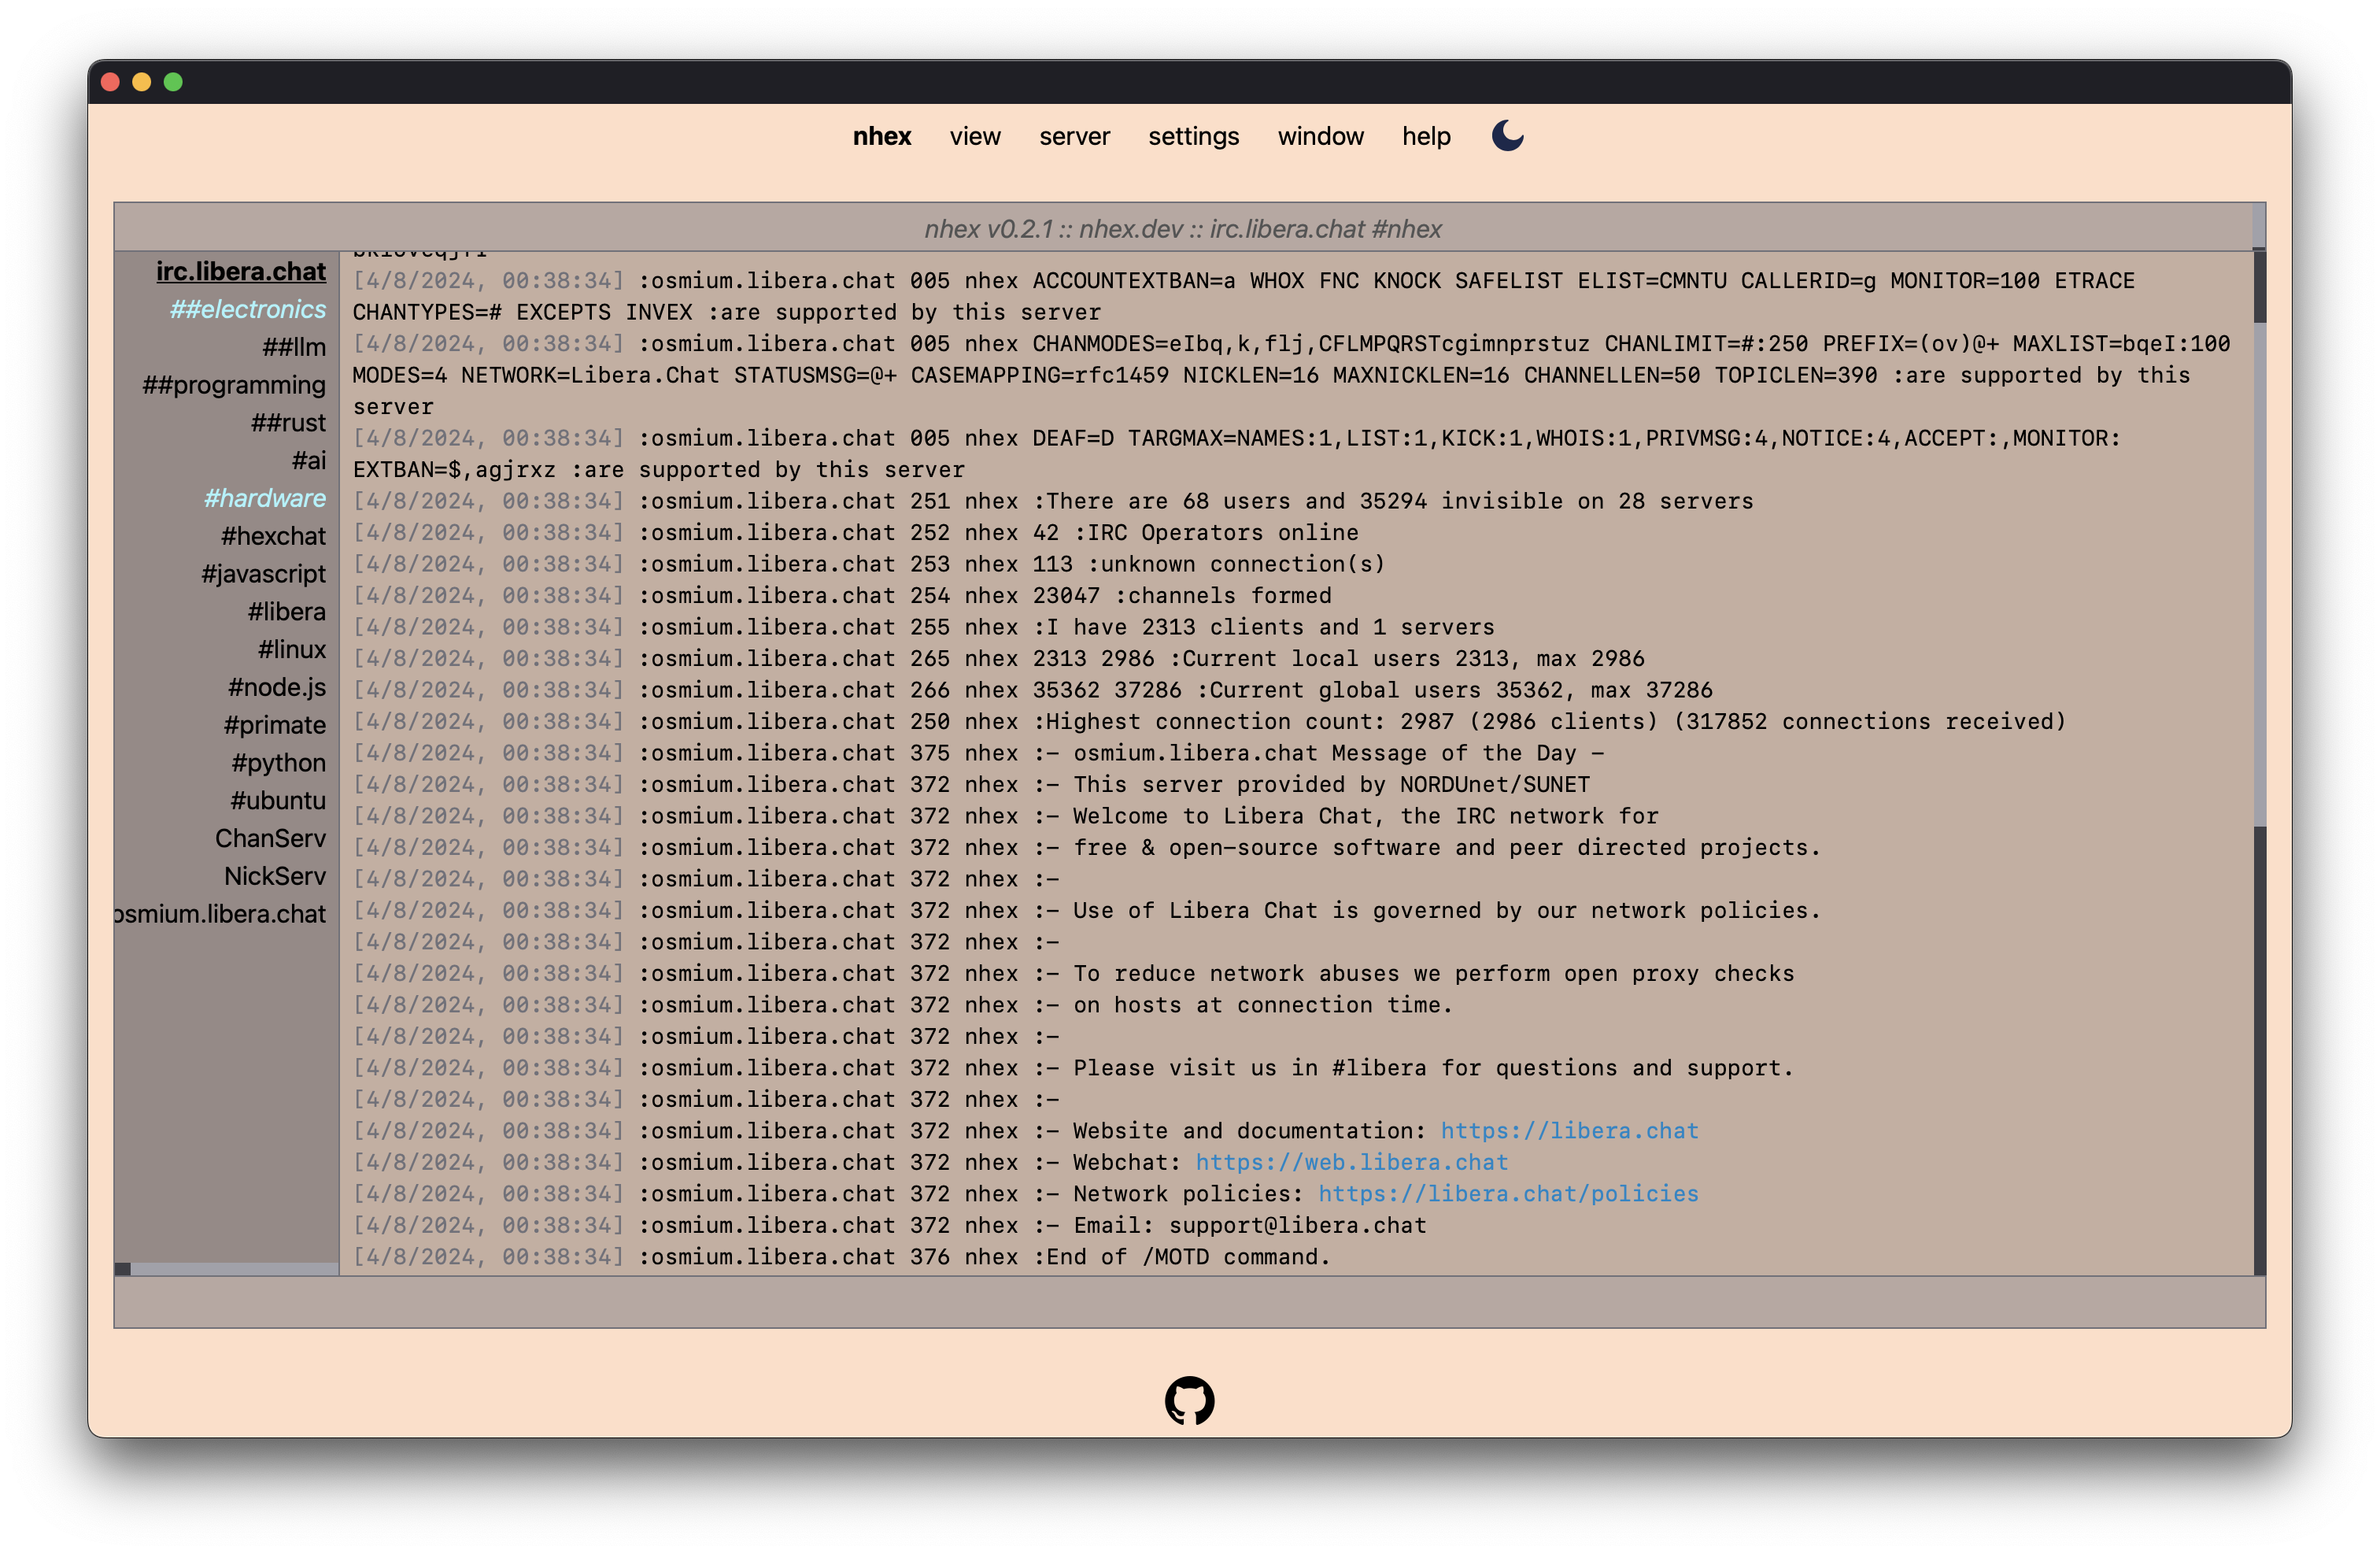 nhex view server settings window help
nhex v0.2.1 :: nhex.dev :: irc.libera.chat #nhex
irc.libera.chat
##electronics
##llm
##programming
##rust
#ai
#hardware
#hexchat
#javascript
#libera
#linux
#node.js
#primate
#python
#ubuntu
ChanServ
NickServ
osmium.libera.chat
[4/8/2024, 00:38:34] :osmium.libera.chat 005 nhex ACCOUNTEXTBAN=a WHOX FNC KNOCK SAFELIST ELIST=CMNTU CALLERID=g MONITOR=100 ETRACE
CHANTYPES=# EXCEPTS INVEX :are supported by this server
[4/8/2024, 00:38:34] :osmium.libera.chat 005 nhex CHANMODES=eIbq,k,flj,CFLMPQRSTcgimnprstuz CHANLIMIT=#:250 PREFIX=(ov)@+ MAXLIST=bqeI:100
MODES=4 NETWORK=Libera.Chat STATUSMSG=@+ CASEMAPPING=rfc1459 NICKLEN=16 MAXNICKLEN=16 CHANNELLEN=50 TOPICLEN=390 :are supported by this
server
[4/8/2024, 00:38:34] :osmium.libera.chat 005 nhex DEAF=D TARGMAX=NAMES:1,LIST:1,KICK:1,WHOIS:1,PRIVMSG:4,NOTICE:4,ACCEPT:,MONITOR:
EXTBAN=$,agjrxz :are supported by this server
[4/8/2024, 00:38:34] :osmium.libera.chat 251 nhex :There are 68 users and 35294 invisible on 28 servers
[4/8/2024, 00:38:34] :osmium.libera.chat 252 nhex 42 :IRC Operators online
[4/8/2024, 00:38:34] :osmium.libera.chat 253 nhex 113 :unknown connection(s)
[4/8/2024, 00:38:34] :osmium.libera.chat 254 nhex 23047 :channels formed
[4/8/2024, 00:38:34] :osmium.libera.chat 255 nhex :I have 2313 clients and 1 servers
[4/8/2024, 00:38:34] :osmium.libera.chat 265 nhex 2313 2986 :Current local users 2313, max 2986
[4/8/2024, 00:38:34] :osmium.libera.chat 266 nhex 35362 37286 :Current global users 35362, max 37286
[4/8/2024, 00:38:34] :osmium.libera.chat 250 nhex :Highest connection count: 2987 (2986 clients) (317852 connections received)
[4/8/2024, 00:38:34] :osmium.libera.chat 375 nhex :- osmium.libera.chat Message of the Day -
[4/8/2024, 00:38:34] :osmium.libera.chat 372 nhex :- This server provided by NORDUnet/SUNET
[4/8/2024, 00:38:34] :osmium.libera.chat 372 nhex :- Welcome to Libera Chat, the IRC network for
[4/8/2024, 00:38:34] :osmium.libera.chat 372 nhex :- free & open-source software and peer directed projects.
[4/8/2024, 00:38:34] :osmium.libera.chat 372 nhex :-
[4/8/2024, 00:38:34] :osmium.libera.chat 372 nhex :- Use of Libera Chat is governed by our network policies.
[4/8/2024, 00:38:34] :osmium.libera.chat 372 nhex :-
[4/8/2024, 00:38:34] :osmium.libera.chat 372 nhex :- To reduce network abuses we perform open proxy checks
[4/8/2024, 00:38:34] :osmium.libera.chat 372 nhex :- on hosts at connection time.
[4/8/2024, 00:38:34] :osmium.libera.chat 372 nhex :-
[4/8/2024, 00:38:34] :osmium.libera.chat 372 nhex :- Please visit us in #libera for questions and support.
[4/8/2024, 00:38:34] :osmium.libera.chat 372 nhex :-
[4/8/2024, 00:38:34] :osmium.libera.chat 372 nhex :- Website and documentation: https://libera.chat
[4/8/2024, 00:38:34] :osmium.libera.chat 372 nhex :- Webchat: https://web.libera.chat
[4/8/2024, 00:38:34] :osmium.libera.chat 372 nhex :- Network policies: https://libera.chat/policies
[4/8/2024, 00:38:34] :osmium.libera.chat 372 nhex :- Email: support@libera.chat
[4/8/2024, 00:38:34] :osmium.libera.chat 376 nhex :End of /MOTD command.